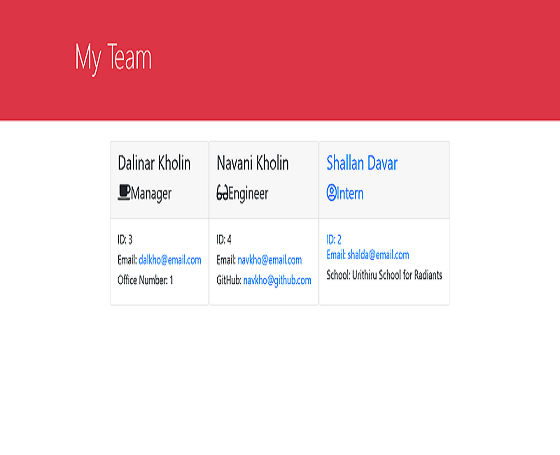 My Team
Dalinar Kholin
Manager
ID: 3
Email: dalkho@email.com
Office Number: 1
Navani Kholin
Engineer
ID: 4
Email: navkho@email.com
GitHub: navkho@github.com
Shallan Davar
Intern
ID: 2
Email: shalda@email.com
School: Urithiru School for Radiants